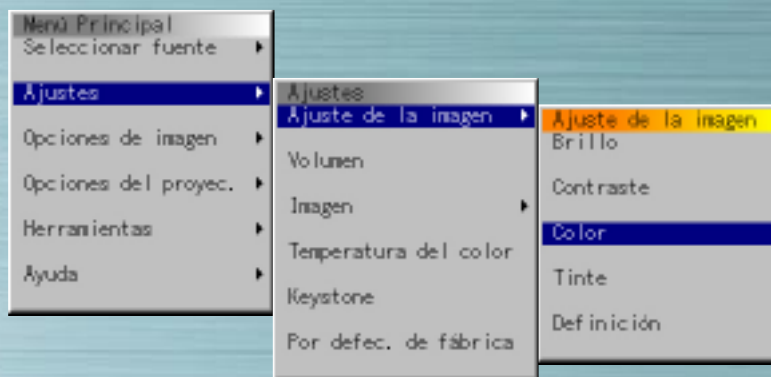 Menú Principal
Seleccionar fuente
Ajustes
Opciones de imagen
Opciones del proyec.
Herramientas
Ayuda
Ajustes
Ajuste de la imagen
Volumen
Imagen
Temperatura del color
Keystone
Por defec. de fábrica
Ajuste de la imagen
Brillo
Contraste
Color
Tinte
Definición